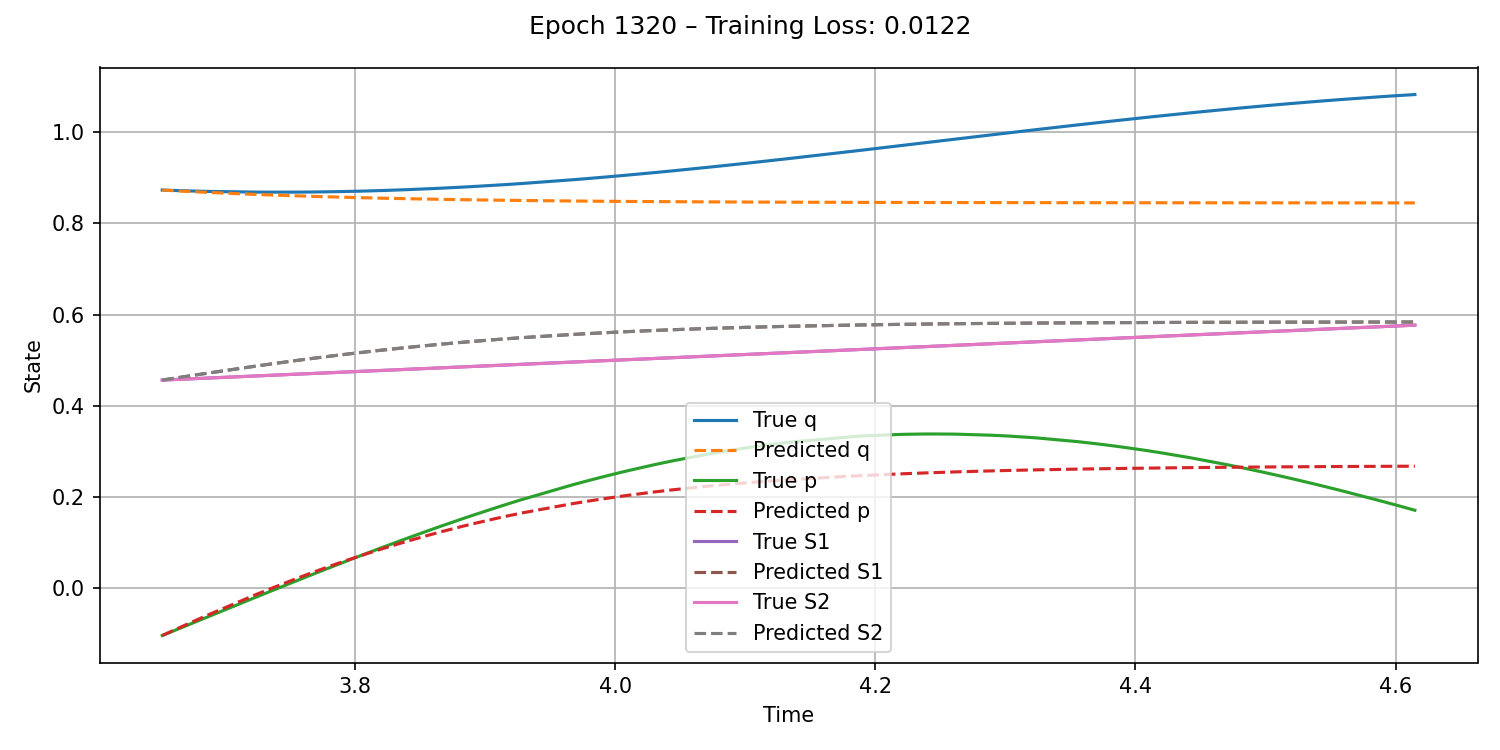 Epoch 1320 – Training Loss: 0.0122
1.0
0.8
0.6
0.4
0.2
0.0
State
True q
Predicted q
True p
Predicted p
True S1
Predicted S1
True S2
Predicted S2
3.8 4.0 4.2 4.4 4.6
Time